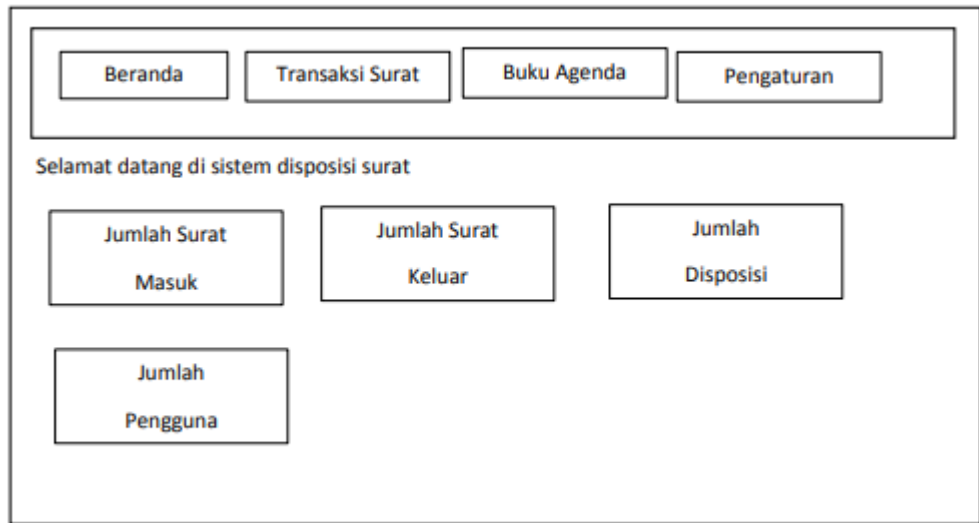 Beranda
Transaksi Surat
Buku Agenda
Pengaturan
Selamat datang di sistem disposisi surat
Jumlah Surat
Masuk
Jumlah Surat
Keluar
Jumlah
Disposisi
Jumlah
Pengguna